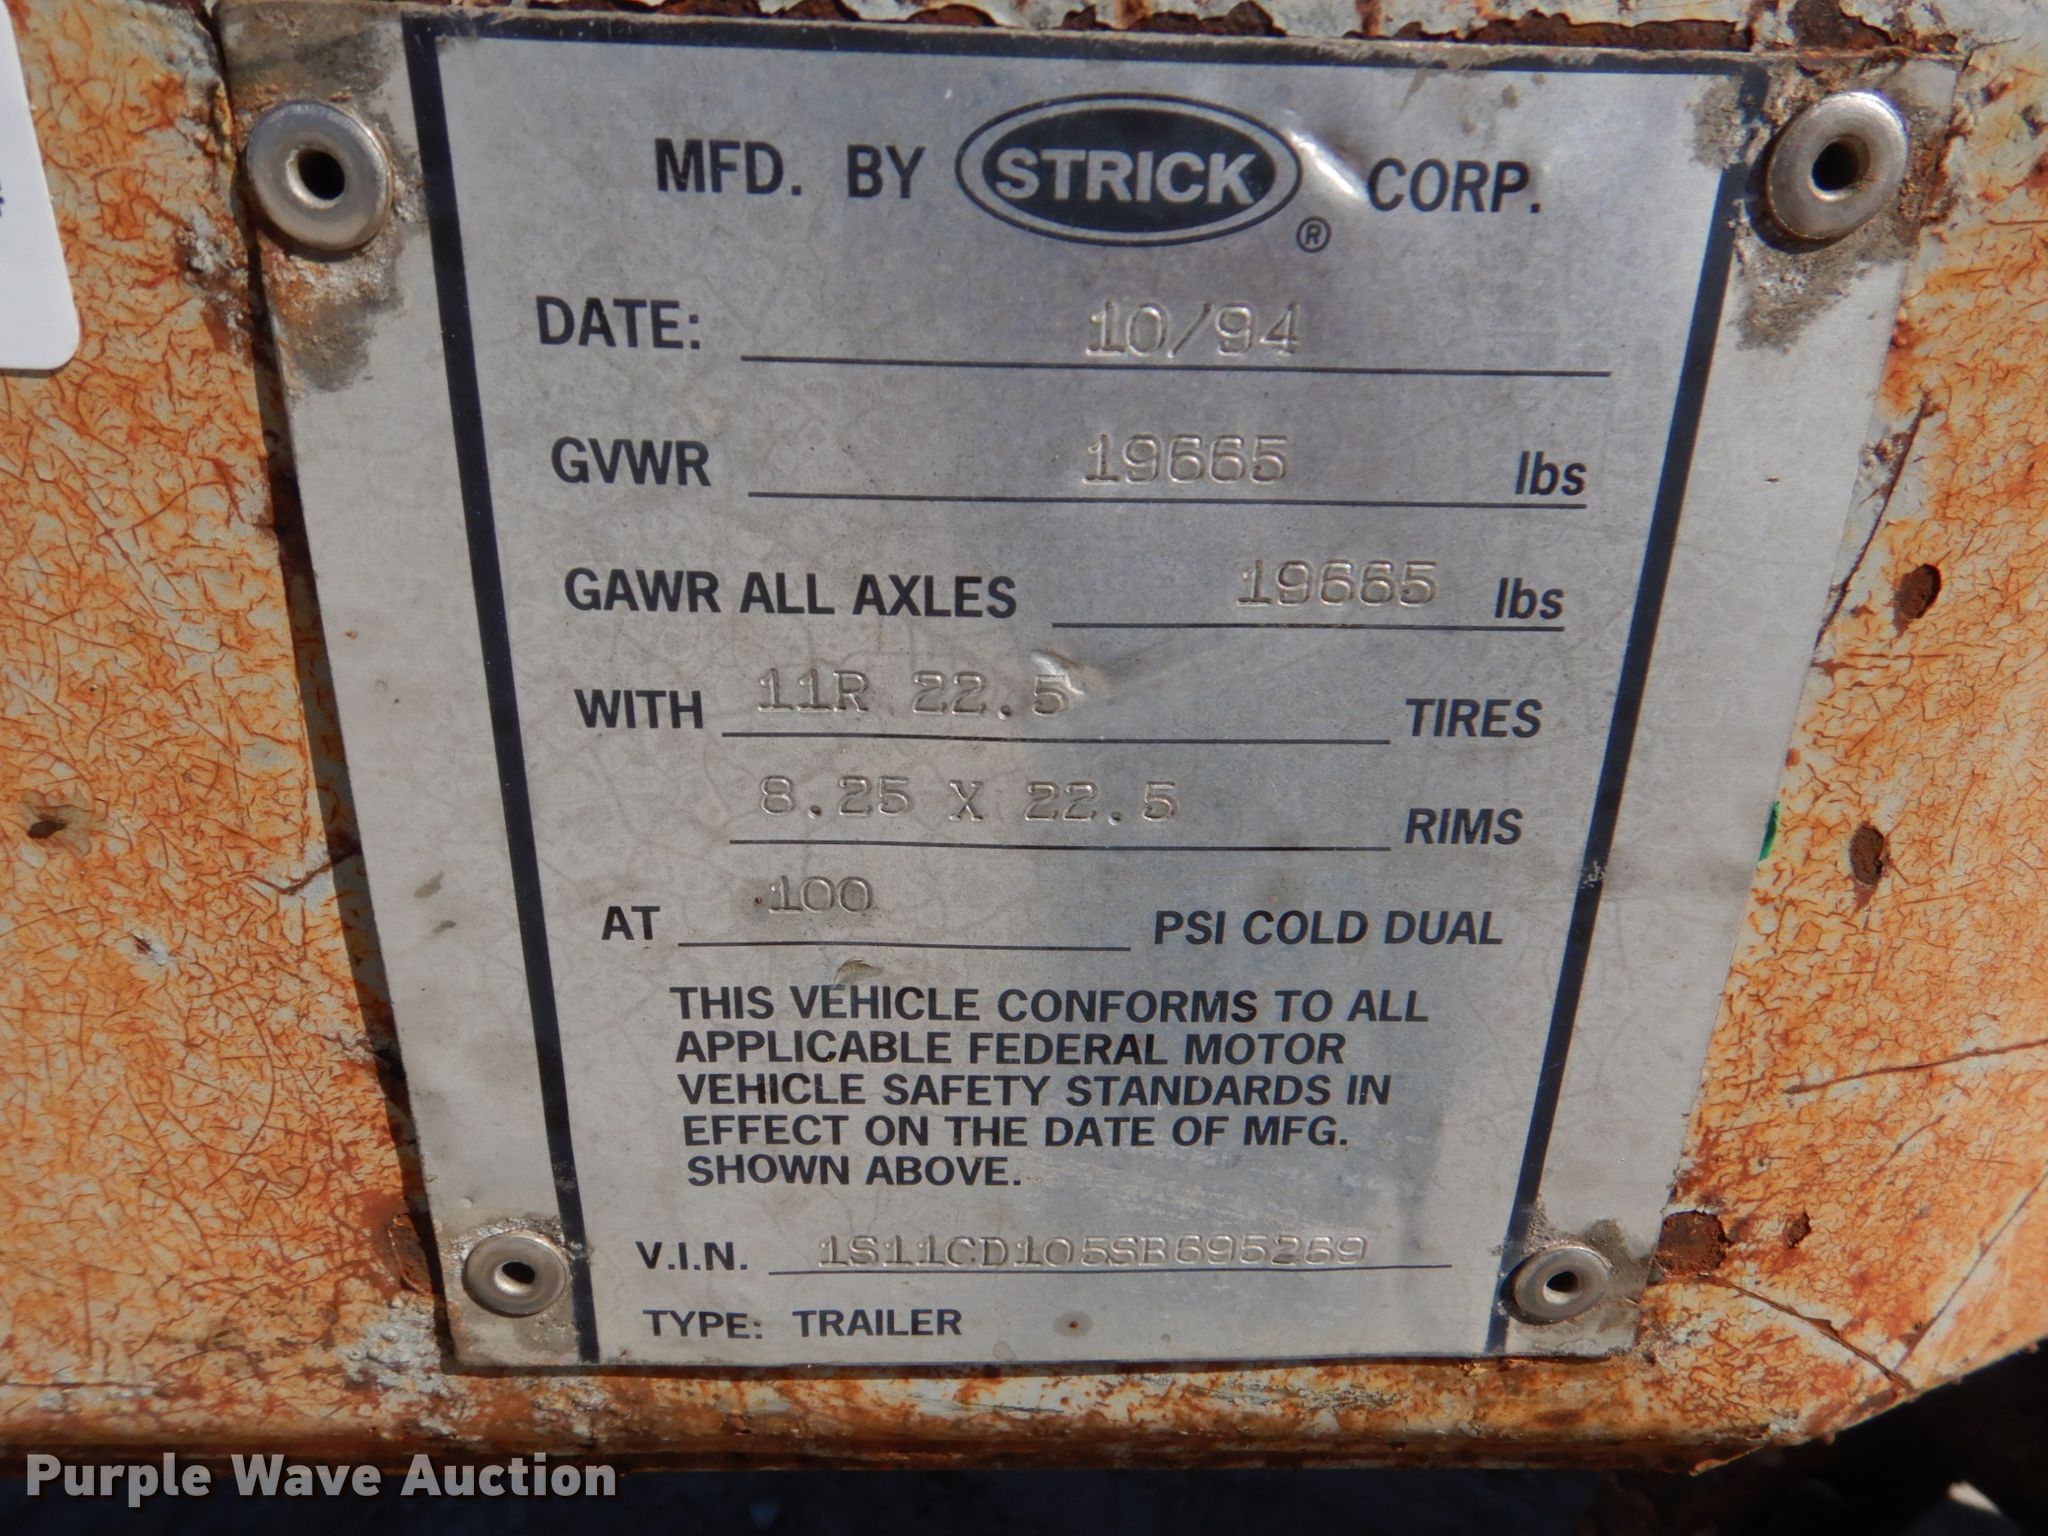 MFD. BY STRICK ® CORP.
DATE: 10/94
GVWR 19665 lbs
GAWR ALL AXLES 19665 lbs
WITH 11R 22.5 TIRES
8.25 X 22.5 RIMS
AT 100 PSI COLD DUAL
THIS VEHICLE CONFORMS TO ALL
APPLICABLE FEDERAL MOTOR
VEHICLE SAFETY STANDARDS IN
EFFECT ON THE DATE OF MFG.
SHOWN ABOVE.
V.I.N. 1S11CD105SB695269
TYPE: TRAILER
Purple Wave Auction